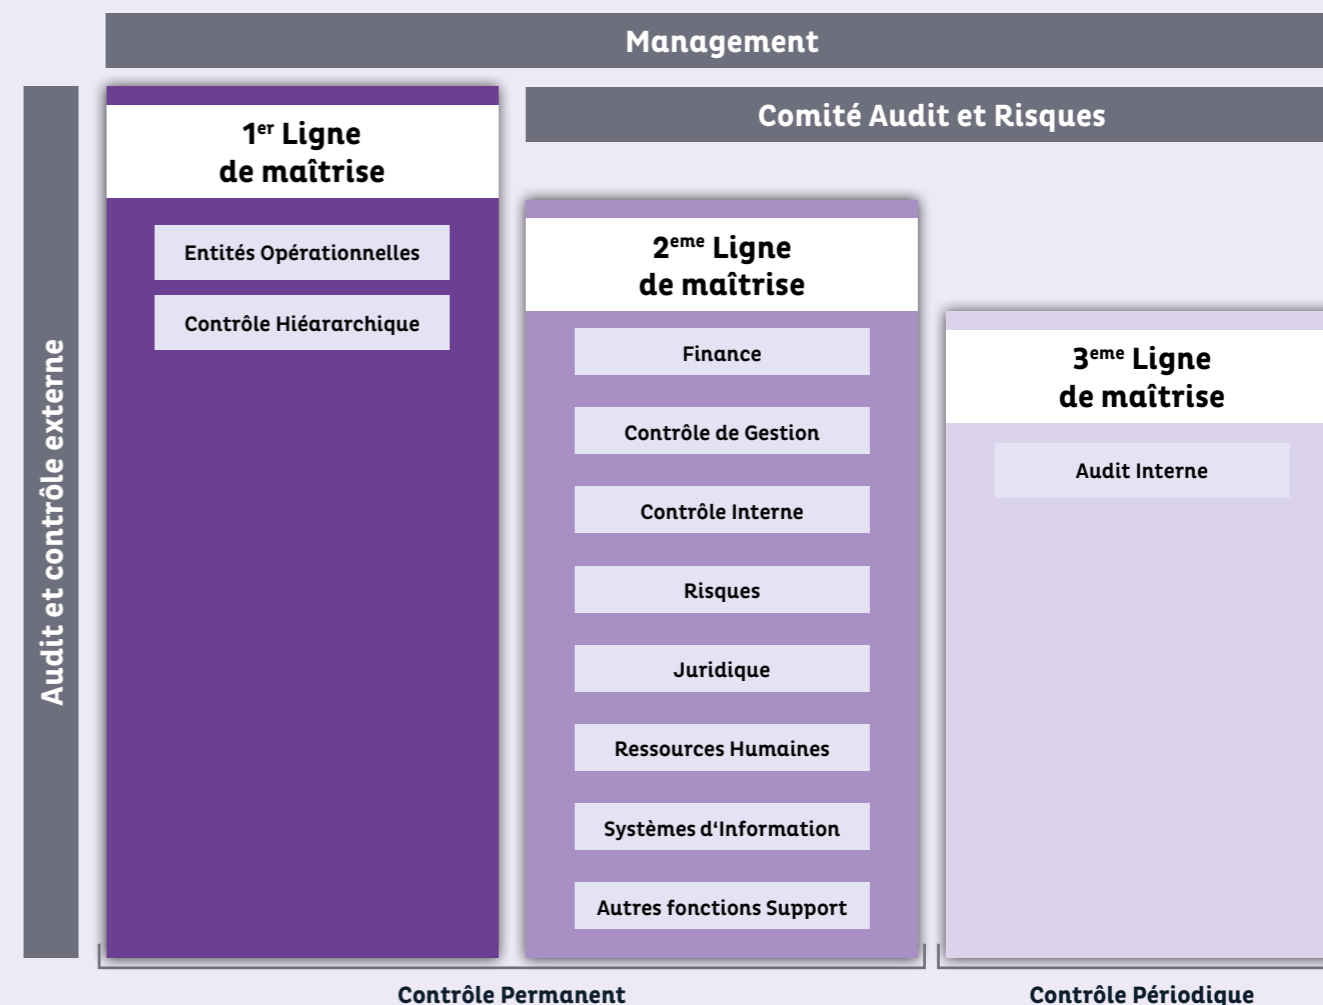 Management
Audit et contrôle externe
Comité Audit et Risques
1er Ligne
de maîtrise
Entités Opérationnelles
Contrôle Hiéararchique
2eme Ligne
de maîtrise
Finance
Contrôle de Gestion
Contrôle Interne
Risques
Juridique
Ressources Humaines
Systèmes d‘Information
Autres fonctions Support
3eme Ligne
de maîtrise
Audit Interne
Contrôle Permanent
Contrôle Périodique